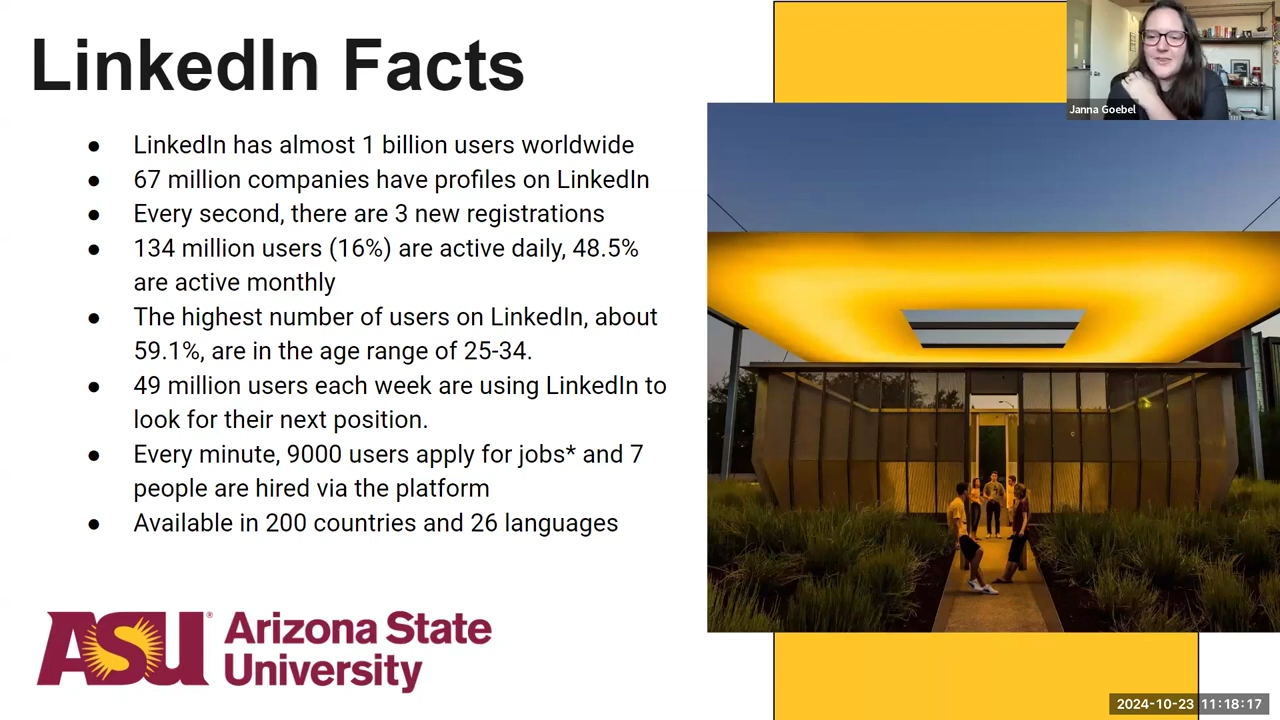 LinkedIn Facts
Janna Goebel
● LinkedIn has almost 1 billion users worldwide
● 67 million companies have profiles on LinkedIn
● Every second, there are 3 new registrations
● 134 million users (16%) are active daily, 48.5%
are active monthly
● The highest number of users on LinkedIn, about
59.1%, are in the age range of 25-34.
● 49 million users each week are using LinkedIn to
look for their next position.
● Every minute, 9000 users apply for jobs* and 7
people are hired via the platform
● Available in 200 countries and 26 languages
ASU® Arizona State
University
2024-10-23 11:18:17